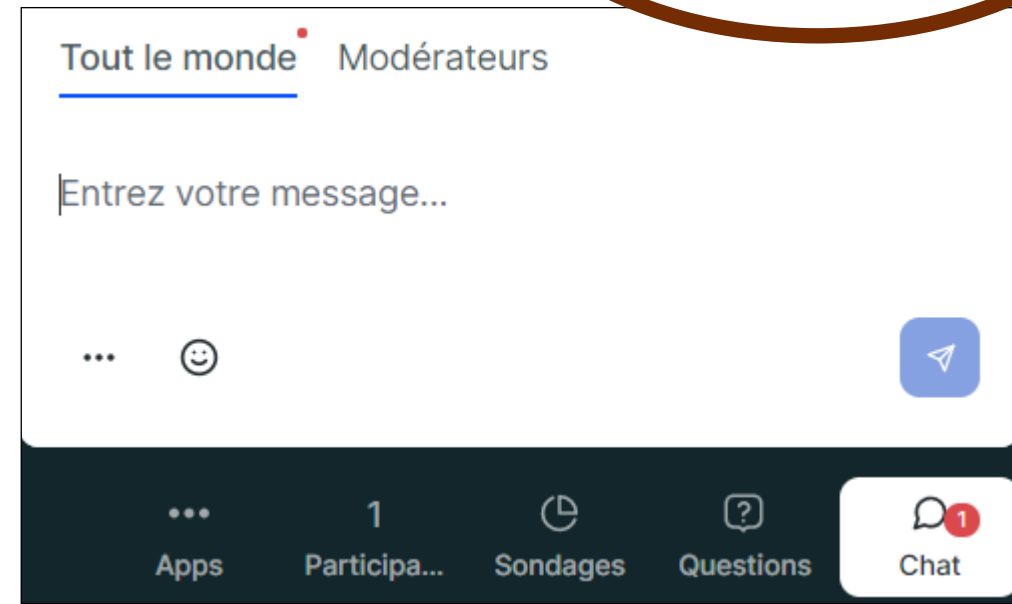 Tout le monde Modérateurs
Entrez votre message...
1
1
Apps Participa... Sondages Questions Chat